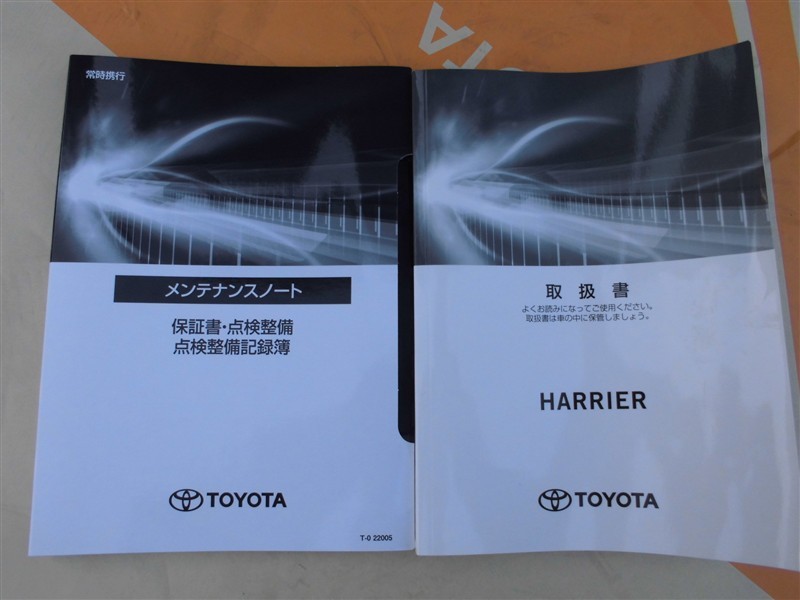 TOYOTA
常時携行
メンテナンスノート
保証書・点検整備
点検整備記録簿
TOYOTA
T-0 22005
取扱書
よくお読みになってご使用ください。
取扱書は車の中に保管しましょう。
HARRIER
TOYOTA